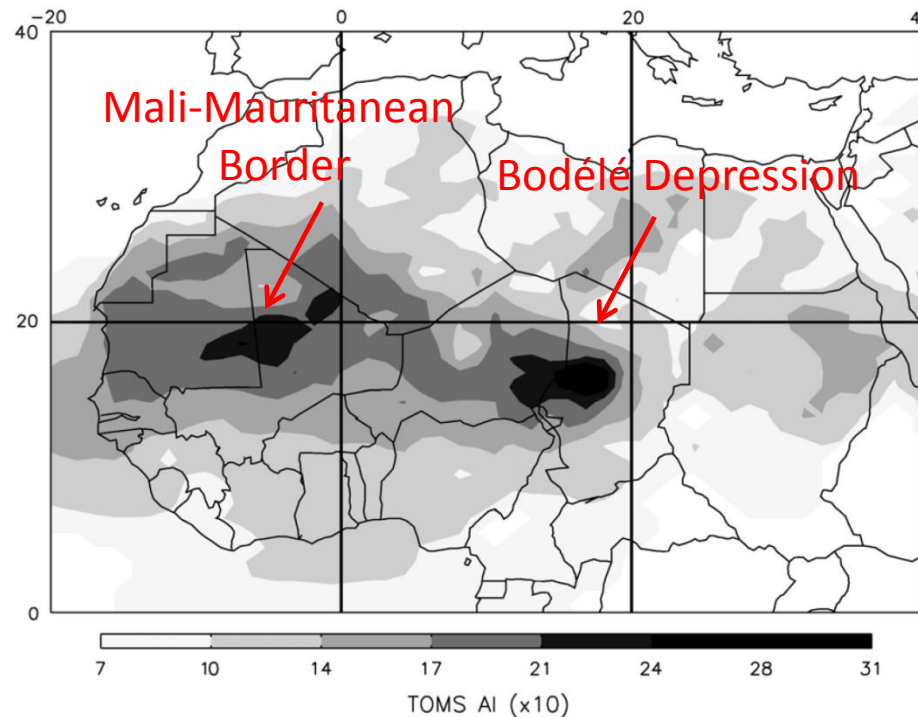 -20 0 20
40
Mali-Mauritanean
Border
Bodélé Depression
20
0
7 10 14 17 21 24 28 31
TOMS AI (x10)